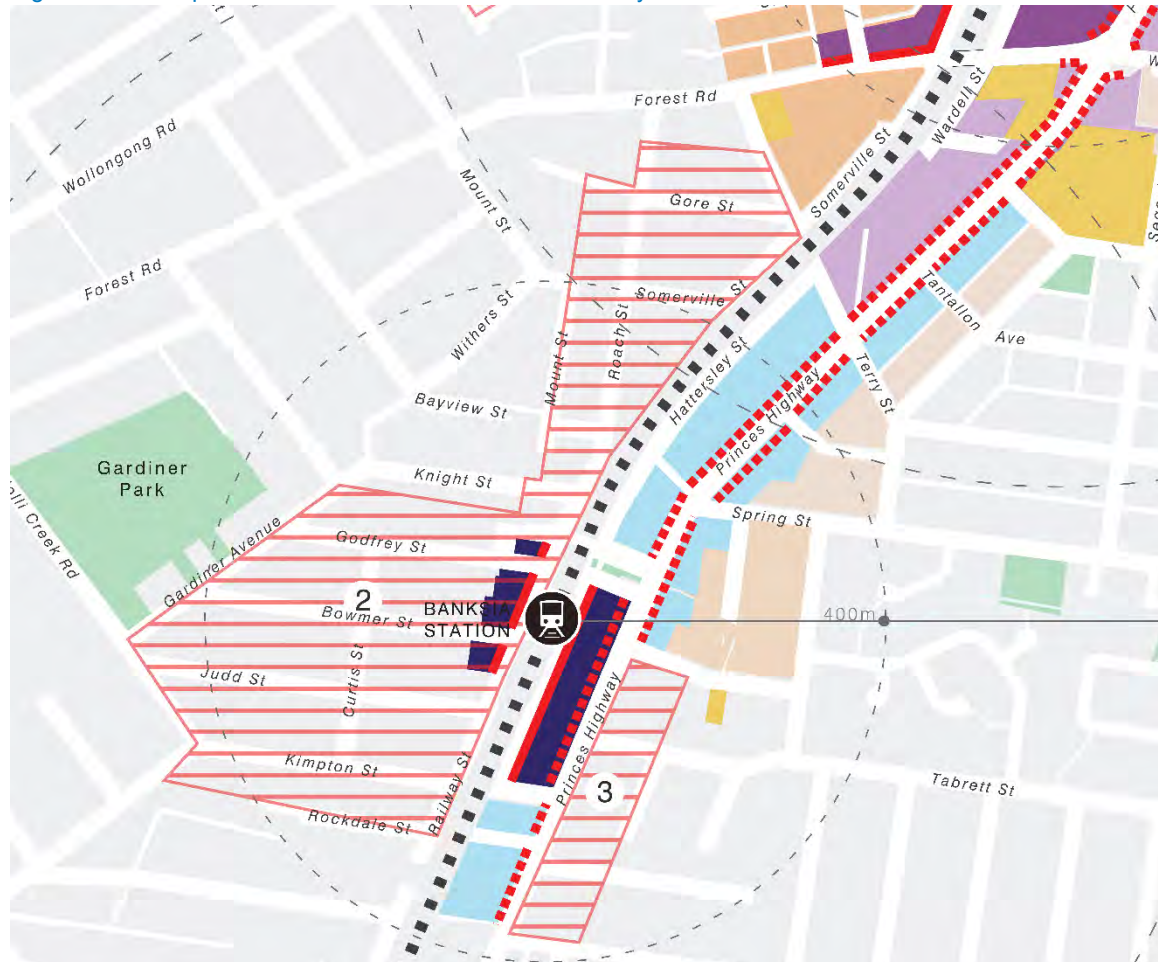 Forest Rd
Wollongong Rd
Wardell St
Somerville St
Mount St
Gore St
Forest Rd
Withers St
Somerville St
Roach St
Mount St
Hattersley St
Tantallon
Ave
Princes Highway
Terry St
Bayview St
Gardiner
Park
Knight St
Spring St
Gardiner Avenue
Godfrey St
2
Bowmer St
BANKSIA
STATION
400m
Judd St
Curtis St
Princes Highway
Kimpton St
3
Railway St
Tabrett St
Rockdale St